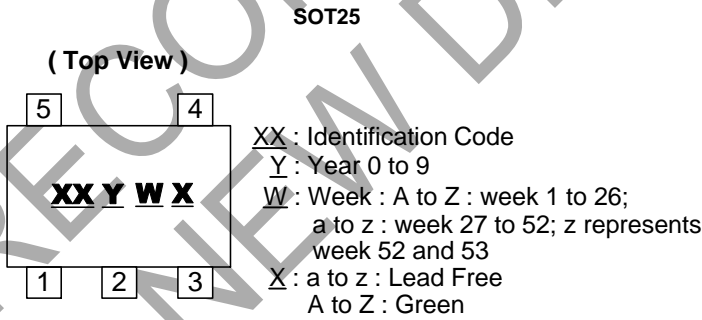 SOT25
( Top View )
5 4
XX Y W X
1 2 3
XX : Identification Code
Y : Year 0 to 9
W : Week : A to Z : week 1 to 26;
a to z : week 27 to 52; z represents
week 52 and 53
X : a to z : Lead Free
A to Z : Green